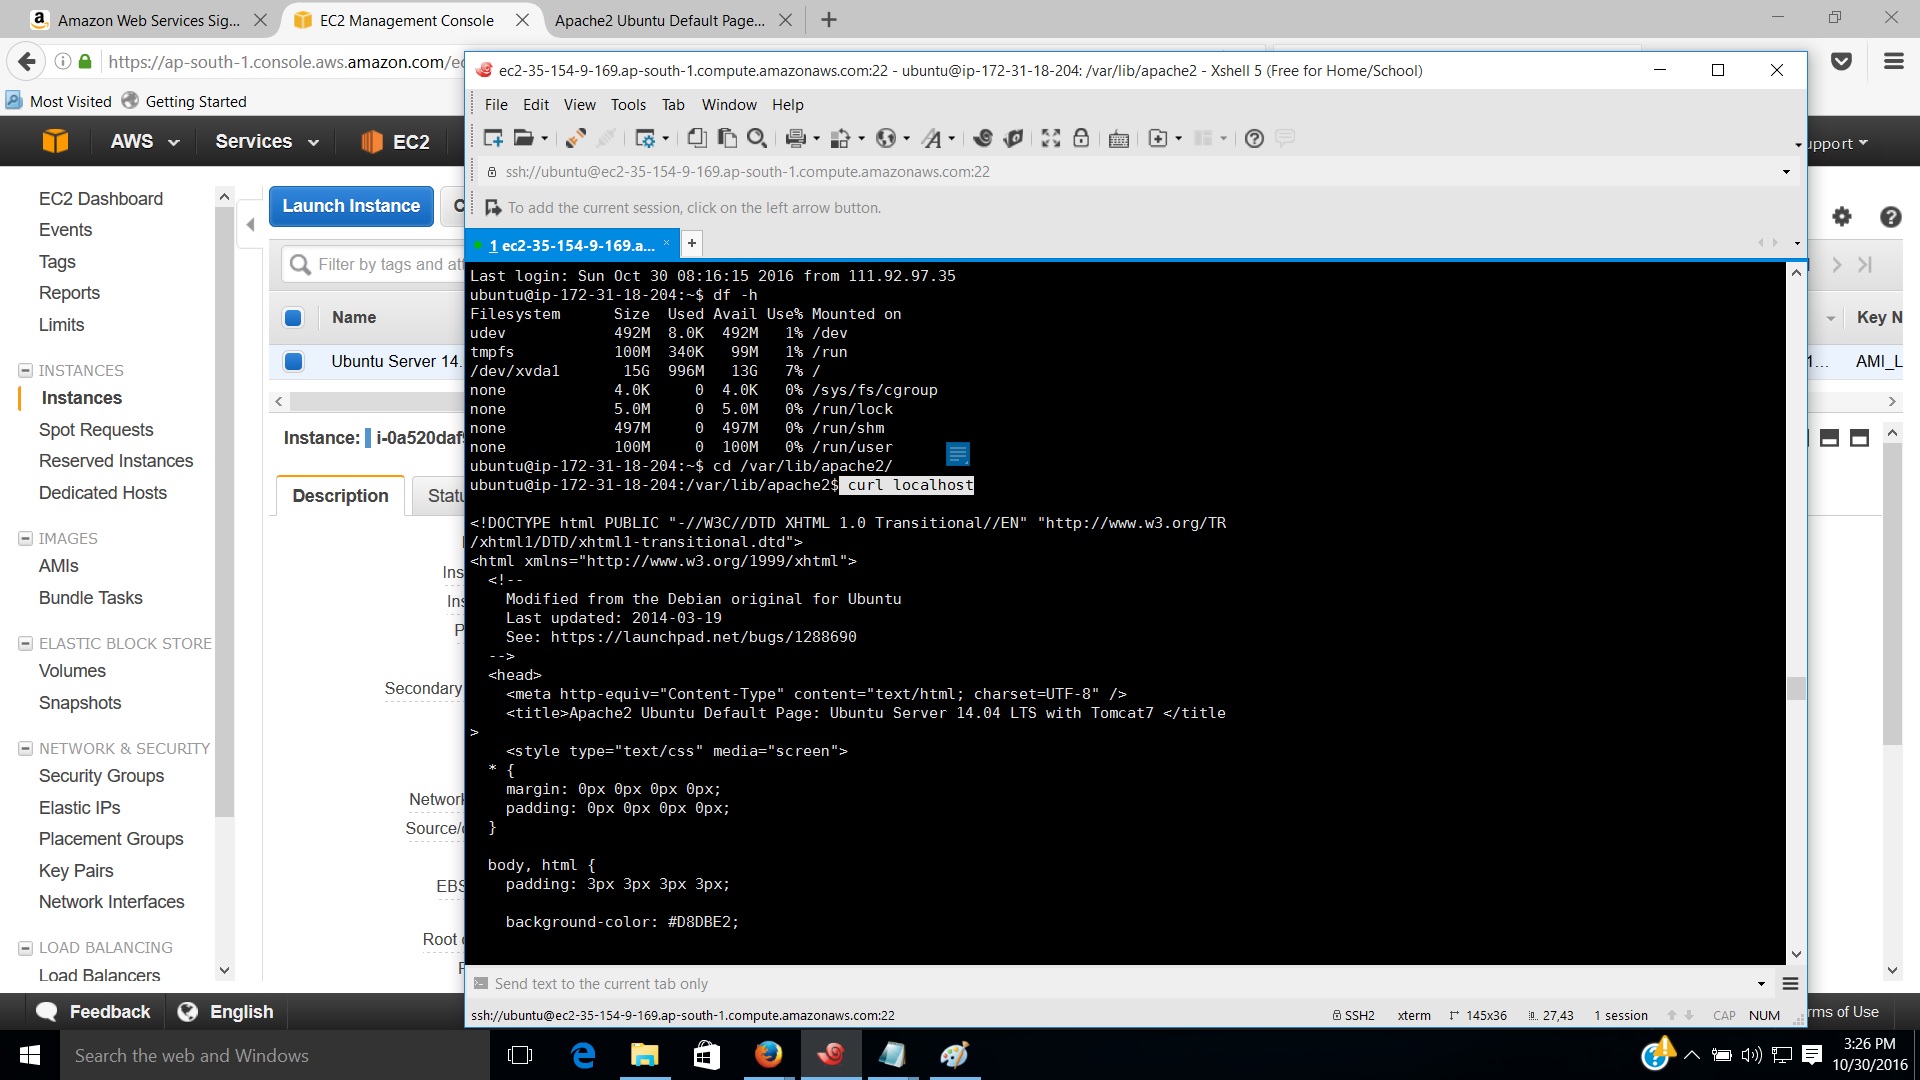 Amazon Web Services Sig...
EC2 Management Console
Apache2 Ubuntu Default Page...
https://ap-south-1.console.aws.amazon.com/ec
Most Visited
Getting Started
AWS
Services
EC2
upport
EC2 Dashboard
Events
Tags
Reports
Limits
INSTANCES
Instances
Spot Requests
Reserved Instances
Dedicated Hosts
IMAGES
AMIs
Bundle Tasks
ELASTIC BLOCK STORE
Volumes
Snapshots
NETWORK & SECURITY
Security Groups
Elastic IPs
Placement Groups
Key Pairs
Network Interfaces
LOAD BALANCING
Load Balancers
Launch Instance
C
Filter by tags and att
Name
Key N
Ubuntu Server 14.
1...
AMI_L
Instance: i-0a520daf
Description
Statu
Ins
Ins
P
Secondary
Network
Source/
EBS
Root
F
ec2-35-154-9-169.ap-south-1.compute.amazonaws.com:22 - ubuntu@ip-172-31-18-204: /var/lib/apache2 - Xshell 5 (Free for Home/School)
File Edit View Tools Tab Window Help
ssh://ubuntu@ec2-35-154-9-169.ap-south-1.compute.amazonaws.com:22
To add the current session, click on the left arrow button.
1 ec2-35-154-9-169.a...
Last login: Sun Oct 30 08:16:15 2016 from 111.92.97.35
ubuntu@ip-172-31-18-204:~$ df -h
Filesystem Size Used Avail Use% Mounted on
udev 492M 8.0K 492M 1% /dev
tmpfs 100M 340K 99M 1% /run
/dev/xvda1 15G 996M 13G 7% /
none 4.0K 0 4.0K 0% /sys/fs/cgroup
none 5.0M 0 5.0M 0% /run/lock
none 497M 0 497M 0% /run/shm
none 100M 0 100M 0% /run/user
ubuntu@ip-172-31-18-204:~$ cd /var/lib/apache2/
ubuntu@ip-172-31-18-204:/var/lib/apache2$ curl localhost
<!DOCTYPE html PUBLIC "-//W3C//DTD XHTML 1.0 Transitional//EN" "http://www.w3.org/TR
/xhtml1/DTD/xhtml1-transitional.dtd">
<html xmlns="http://www.w3.org/1999/xhtml">
<!--
Modified from the Debian original for Ubuntu
Last updated: 2014-03-19
See: https://launchpad.net/bugs/1288690
-->
<head>
<meta http-equiv="Content-Type" content="text/html; charset=UTF-8" />
<title>Apache2 Ubuntu Default Page: Ubuntu Server 14.04 LTS with Tomcat7 </title
>
<style type="text/css" media="screen">
* {
margin: 0px 0px 0px 0px;
padding: 0px 0px 0px 0px;
}
body, html {
padding: 3px 3px 3px 3px;
background-color: #D8DBE2;
Send text to the current tab only
ssh://ubuntu@ec2-35-154-9-169.ap-south-1.compute.amazonaws.com:22
SSH2 xterm 145x36 27,43 1 session CAP NUM
Feedback
English
rms of Use
Search the web and Windows
3:26 PM
10/30/2016